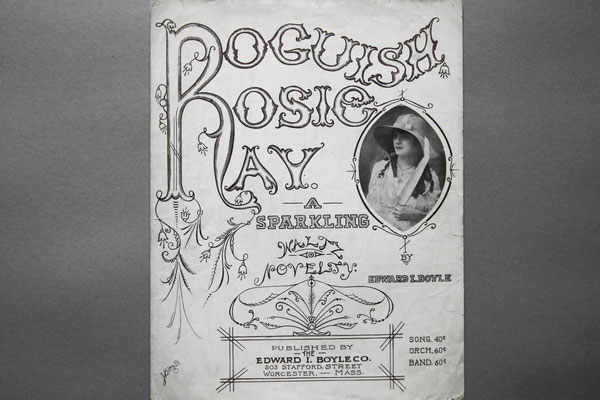 ROGUISH,
ROSIE
RAY.
A
SPARKLING
WALTZ
NOVELTY.
BY
EDWARD I. BOYLE
PUBLISHED BY
THE
EDWARD I. BOYLE CO.
203 STAFFORD, STREET
WORCESTER, — MASS.
SONG. 40¢
ORCH. 60¢
BAND. 60¢